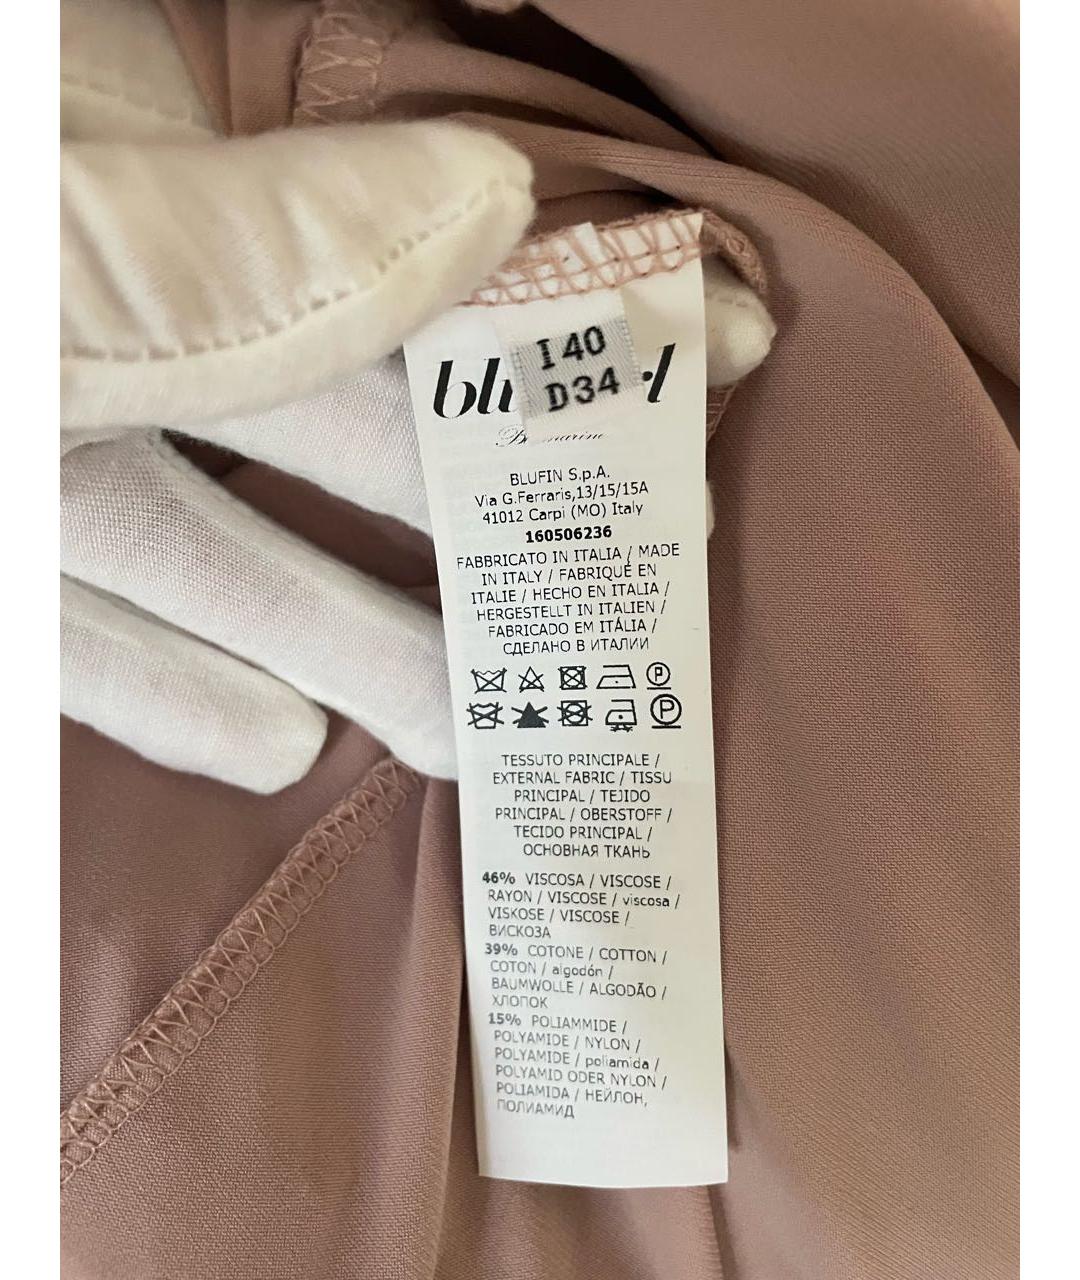 I 40
D34
BLUFIN S.p.A.
Via G.Ferraris,13/15/15A
41012 Carpi (MO) Italy
160506236
FABBRICATO IN ITALIA / MADE
IN ITALY / FABRIQUÉ EN
ITALIE / HECHO EN ITALIA /
HERGESTELLT IN ITALIEN /
FABRICADO EM ITÁLIA /
СДЕЛАНО В ИТАЛИИ
P
P
TESSUTO PRINCIPALE /
EXTERNAL FABRIC / TISSU
PRINCIPAL / TEJIDO
PRINCIPAL / OBERSTOFF /
TECIDO PRINCIPAL /
ОСНОВНАЯ ТКАНЬ
46% VISCOSA / VISCOSE /
RAYON / VISCOSE / viscosa /
VISKOSE / VISCOSE /
ВИСКОЗА
39% COTONE / COTTON /
COTON / algodón /
BAUMWOLLE / ALGODÃO /
ХЛОПОК
15% POLIAMMIDE /
POLYAMIDE / NYLON /
POLYAMIDE / poliamida /
POLYAMID ODER NYLON /
POLIAMIDA / НЕЙЛОН,
ПОЛИАМИД